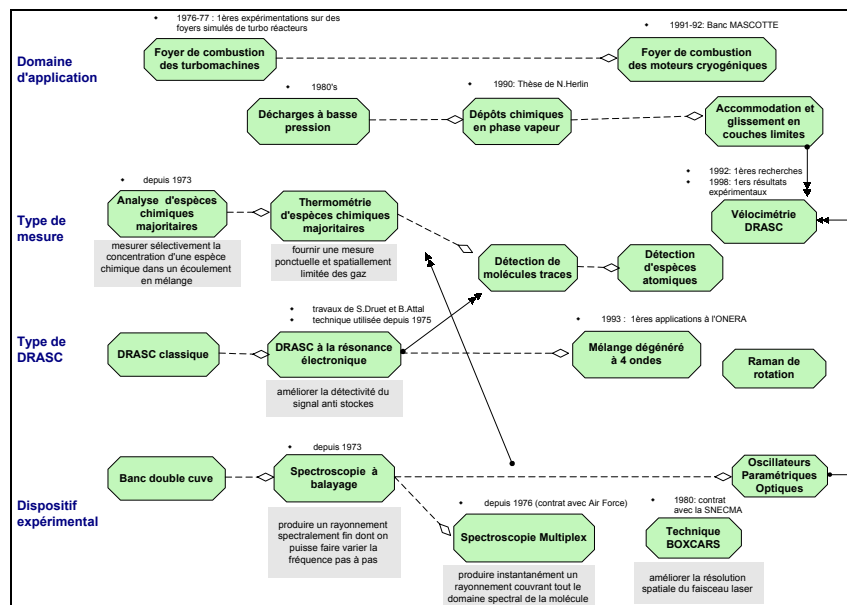 Domaine
d'application
1976-77 : 1ères expérimentations sur des
foyers simulés de turbo réacteurs
Foyer de combustion
des turbomachines
1991-92: Banc MASCOTTE
Foyer de combustion
des moteurs cryogéniques
1980's
Décharges à basse
pression
1990: Thèse de N.Herlin
Dépôts chimiques
en phase vapeur
Accommodation et
glissement en
couches limites
Type de
mesure
depuis 1973
Analyse d'espèces
chimiques
majoritaires
mesurer sélectivement la
concentration d'une espèce
chimique dans un écoulement
en mélange
Thermométrie
d'espèces chimiques
majoritaires
fournir une mesure
ponctuelle et spatiallement
limitée des gaz
Détection de
molécules traces
Détection
d'espèces
atomiques
1992: 1ères recherches
1998: 1ers résultats
expérimentaux
Vélocimétrie
DRASC
Type de
DRASC
DRASC classique
travaux de S.Druet et B.Attal
technique utilisée depuis 1975
DRASC à la résonance
électronique
améliorer la détectivité du
signal anti stockes
1993 : 1ères applications à l'ONERA
Mélange dégénéré
à 4 ondes
Raman de
rotation
Dispositif
expérimental
Banc double cuve
depuis 1973
Spectroscopie à
balayage
produire un rayonnement
spectralement fin dont on
puisse faire varier la
fréquence pas à pas
depuis 1976 (contrat avec Air Force)
Spectroscopie Multiplex
produire instantanément un
rayonnement couvrant tout le
domaine spectral de la molécule
1980: contrat
avec la SNECMA
Technique
BOXCARS
améliorer la résolution
spatiale du faisceau laser
Oscillateurs
Paramétriques
Optiques